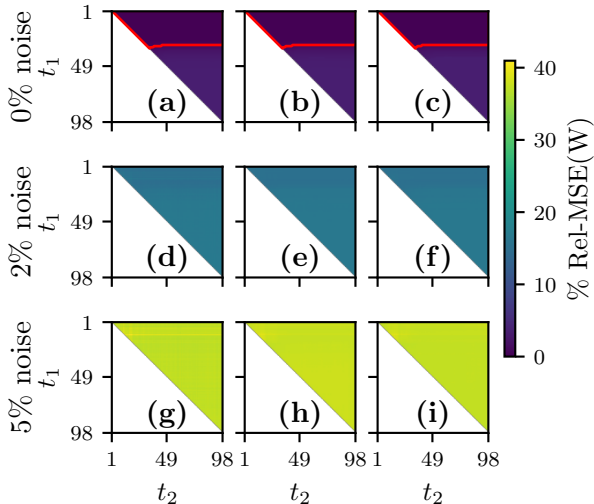 0% noise
t₁
1
49
98
(a)
(b)
(c)
2% noise
t₁
1
49
98
(d)
(e)
(f)
5% noise
t₁
1
49
98
(g)
(h)
(i)
1 49 98 1 49 98 1 49 98
t₂ t₂ t₂
40
30
20
10
0
% Rel-MSE(W)